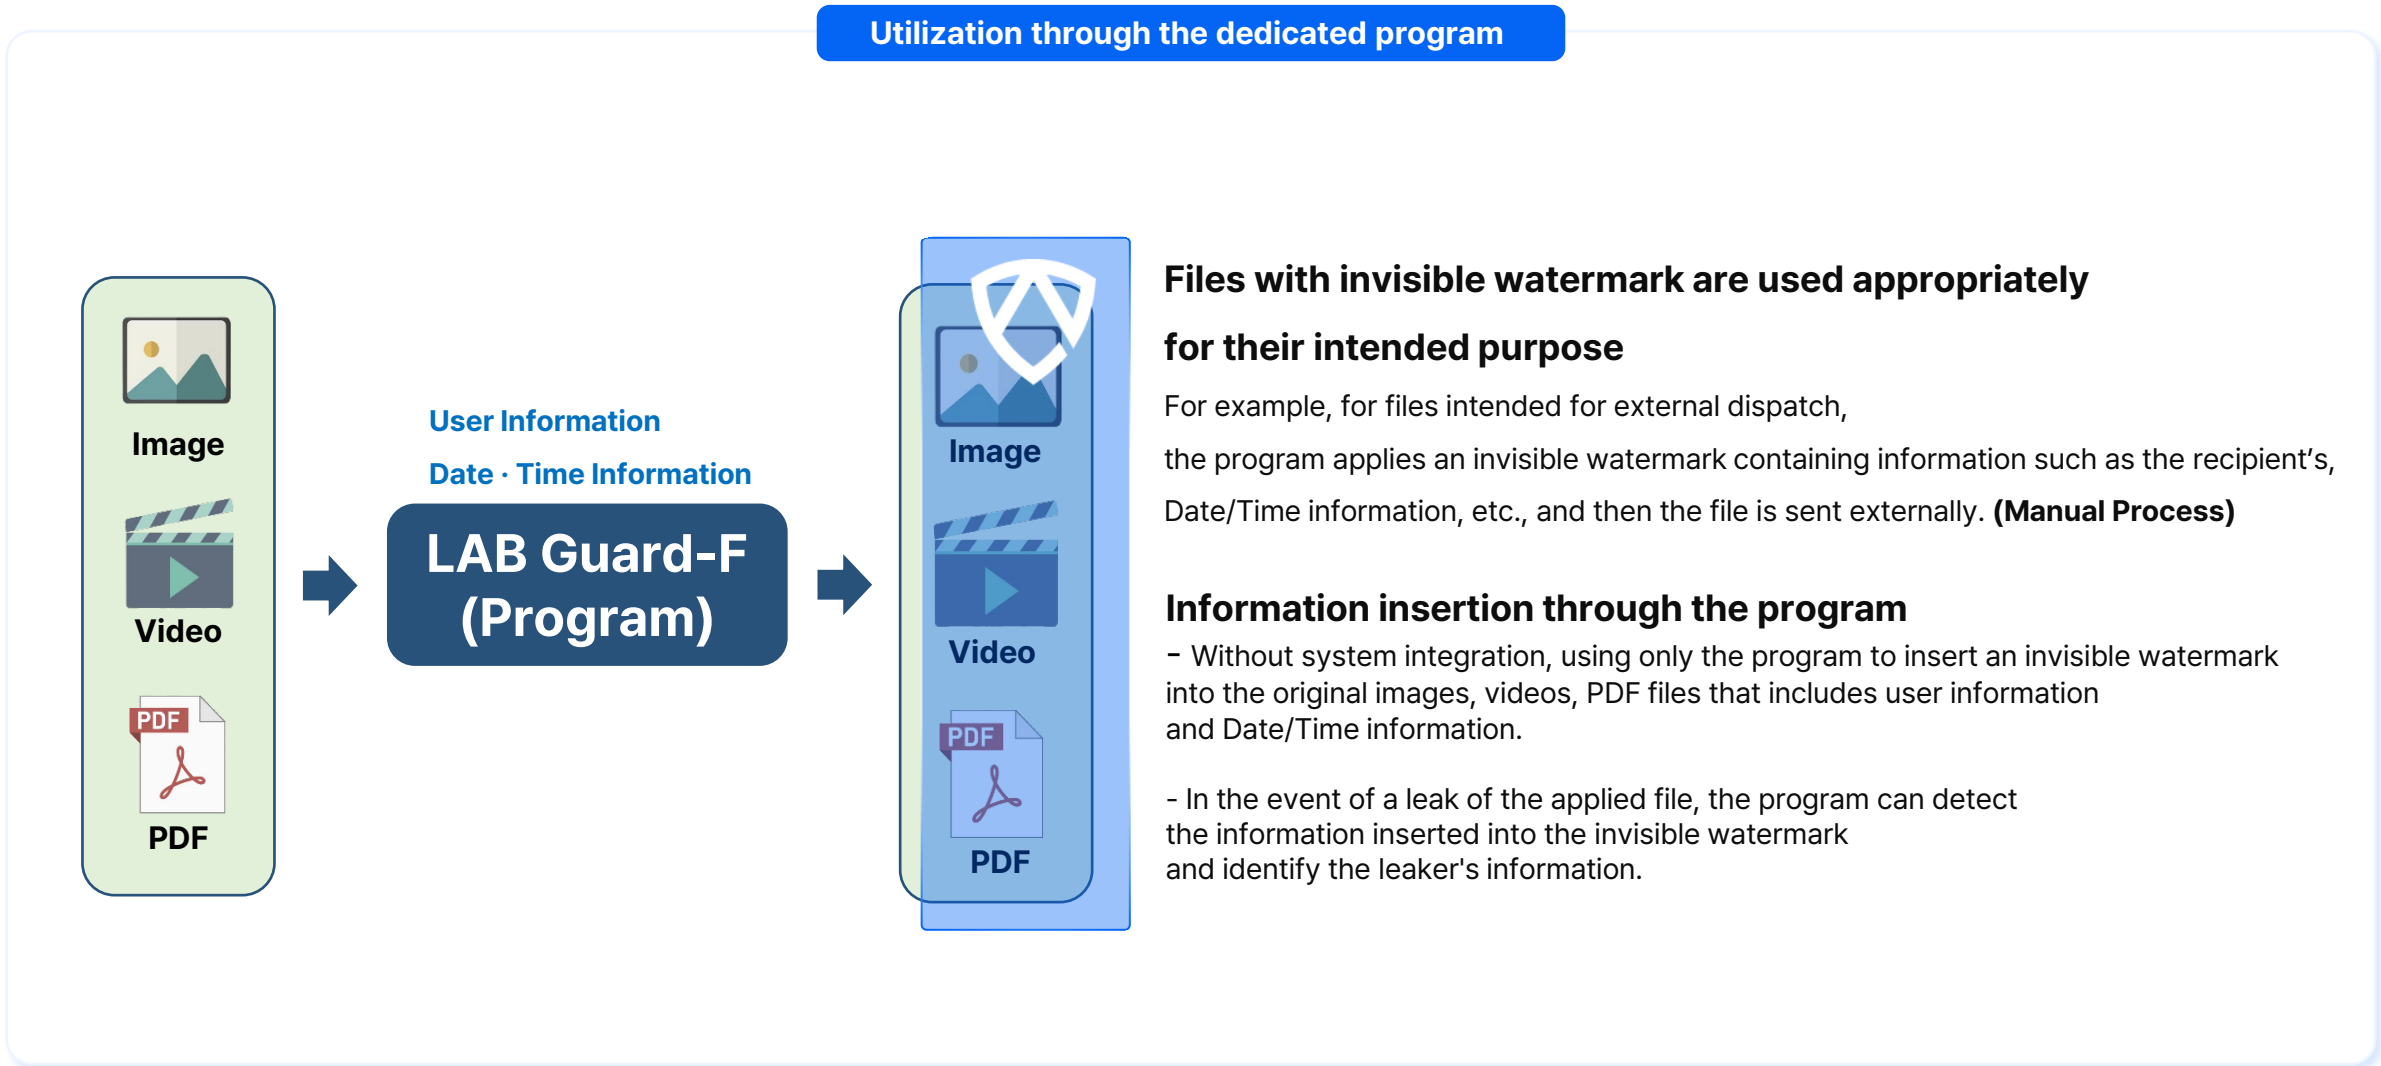 Utilization through the dedicated program
Image
Video
PDF
PDF
User Information
Date · Time Information
LAB Guard-F
(Program)
Image
Video
PDF
PDF
Files with invisible watermark are used appropriately
for their intended purpose
For example, for files intended for external dispatch,
the program applies an invisible watermark containing information such as the recipient’s,
Date/Time information, etc., and then the file is sent externally. (Manual Process)
Information insertion through the program
- Without system integration, using only the program to insert an invisible watermark
into the original images, videos, PDF files that includes user information
and Date/Time information.
- In the event of a leak of the applied file, the program can detect
the information inserted into the invisible watermark
and identify the leaker's information.